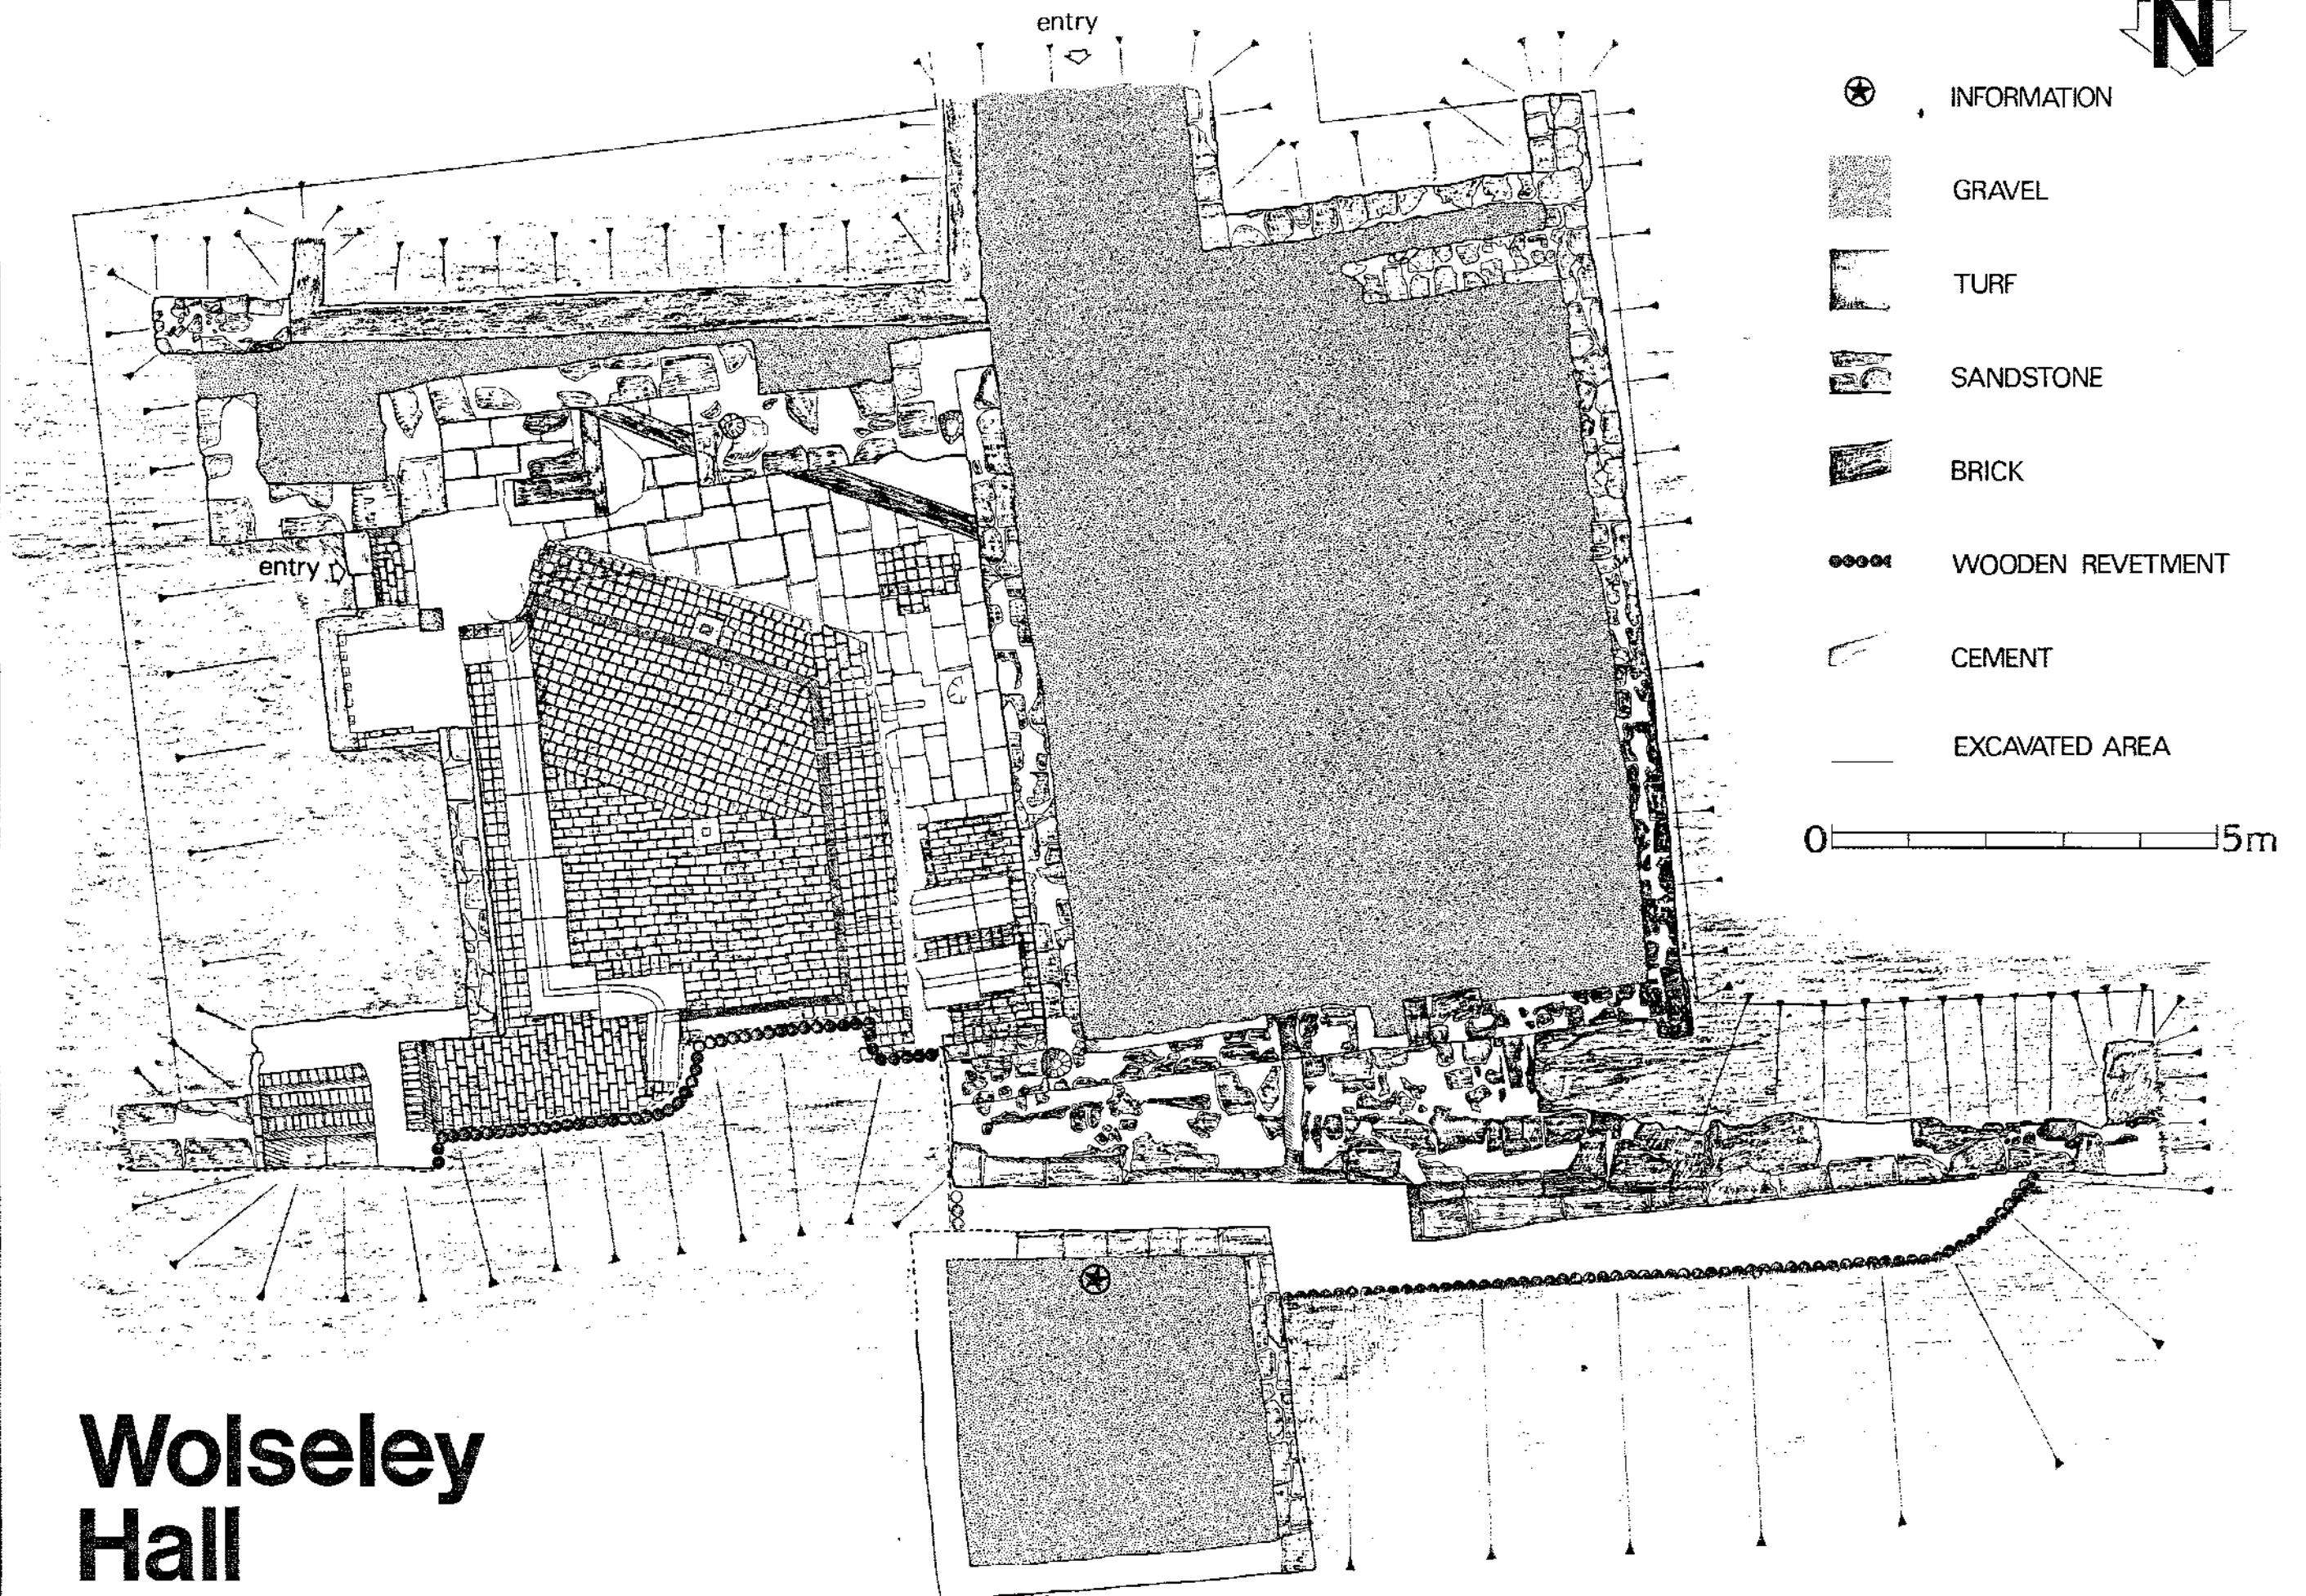 entry
N
INFORMATION
GRAVEL
TURF
SANDSTONE
BRICK
entry
WOODEN REVETMENT
CEMENT
EXCAVATED AREA
0 5m
Wolseley
Hall